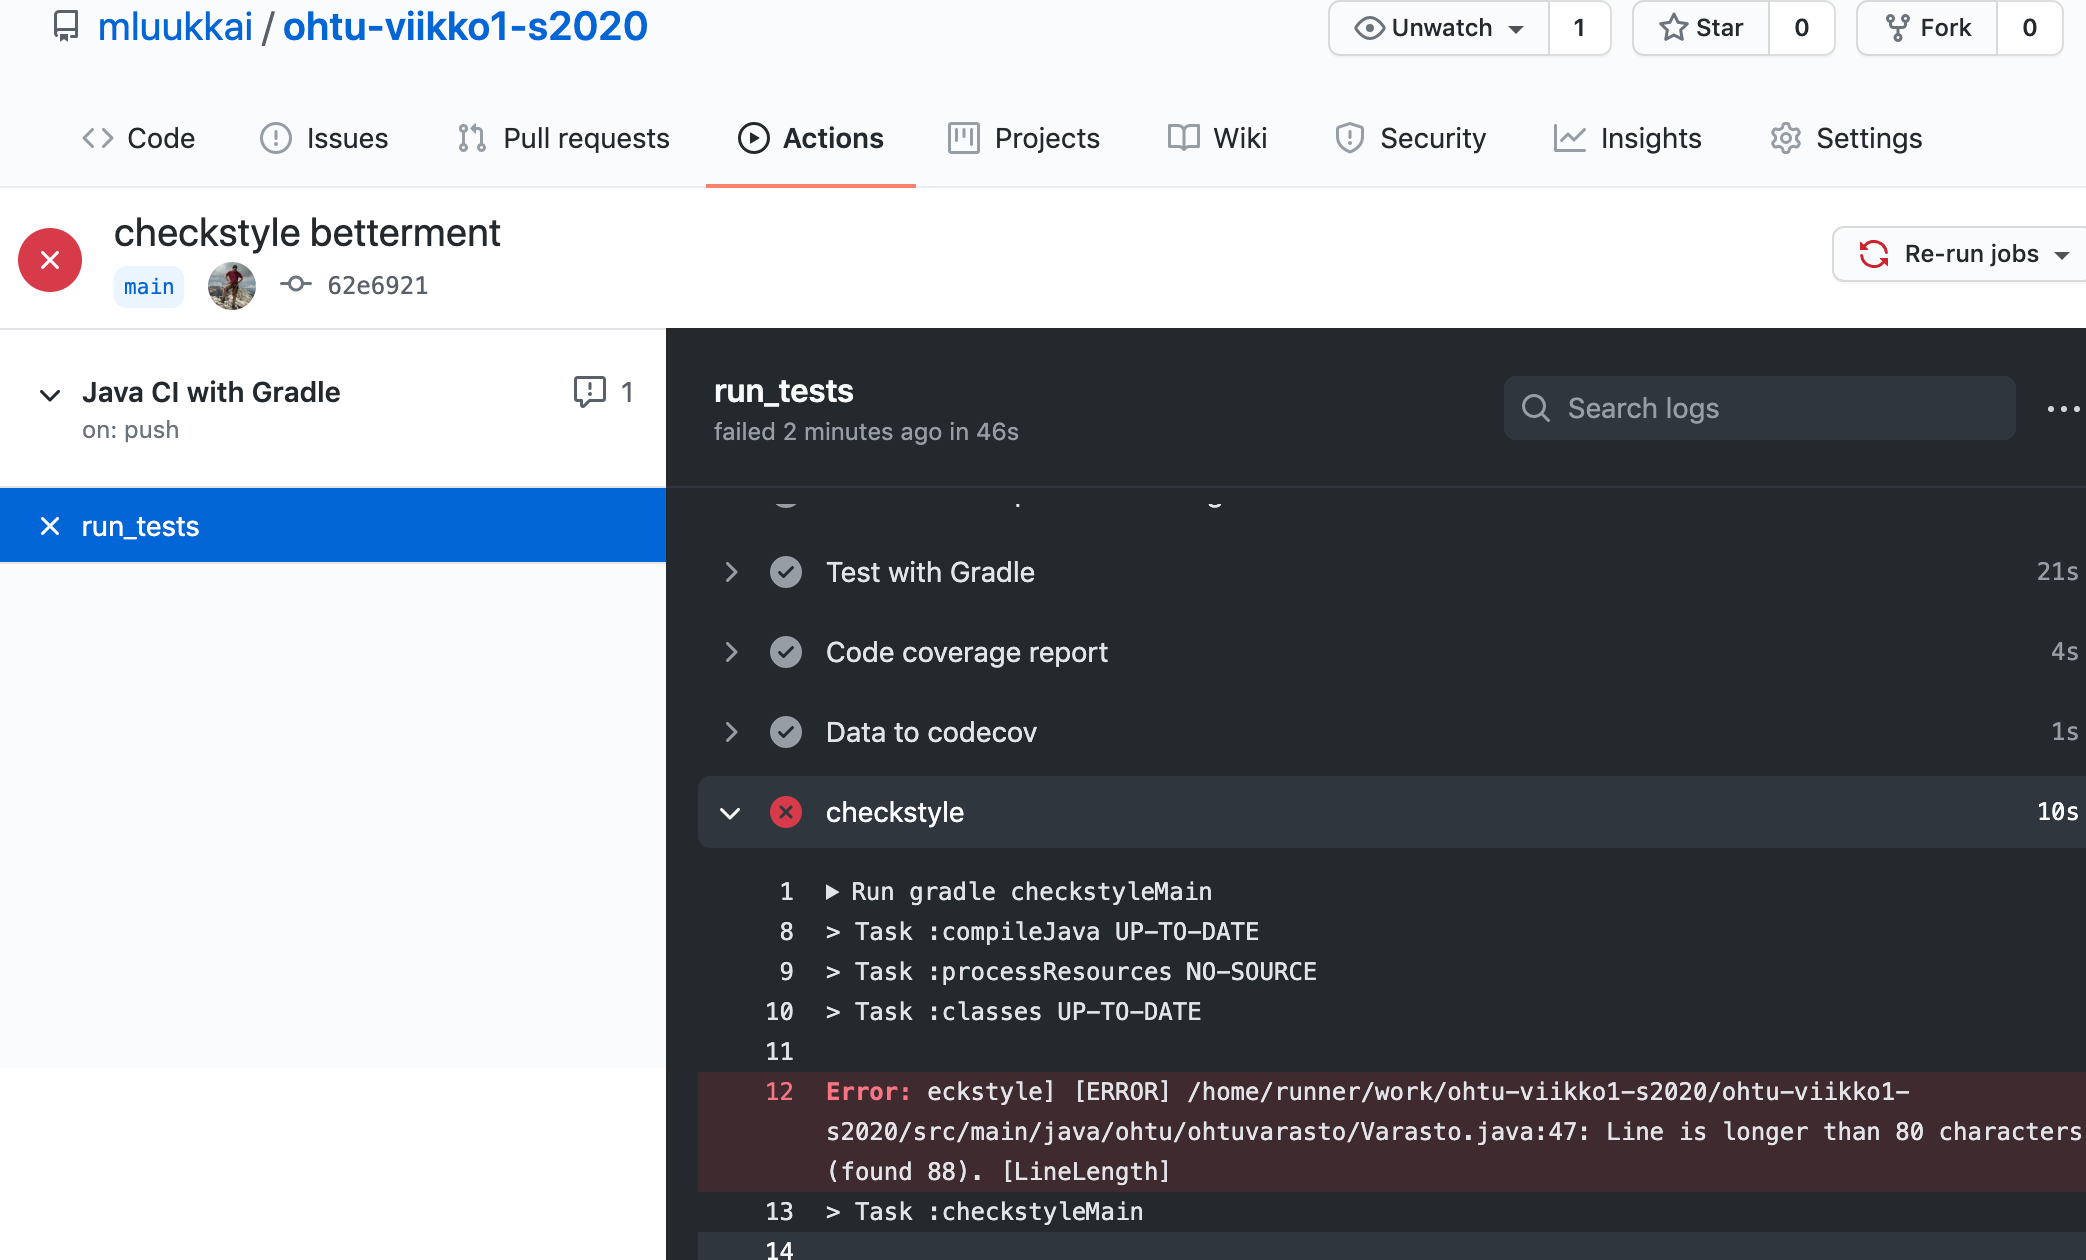 mluukkai / ohtu-viikko1-s2020
Unwatch 1 Star 0 Fork 0
Code Issues Pull requests Actions Projects Wiki Security Insights Settings
checkstyle betterment
main 62e6921
Re-run jobs
Java CI with Gradle 1
on: push
run_tests
run_tests
failed 2 minutes ago in 46s
Search logs
Test with Gradle 21s
Code coverage report 4s
Data to codecov 1s
checkstyle 10s
1 Run gradle checkstyleMain
8 > Task :compileJava UP-TO-DATE
9 > Task :processResources NO-SOURCE
10 > Task :classes UP-TO-DATE
11
12 Error: eckstyle] [ERROR] /home/runner/work/ohtu-viikko1-s2020/ohtu-viikko1-
s2020/src/main/java/ohtu/ohtuvarasto/Varasto.java:47: Line is longer than 80 characters
(found 88). [LineLength]
13 > Task :checkstyleMain
14